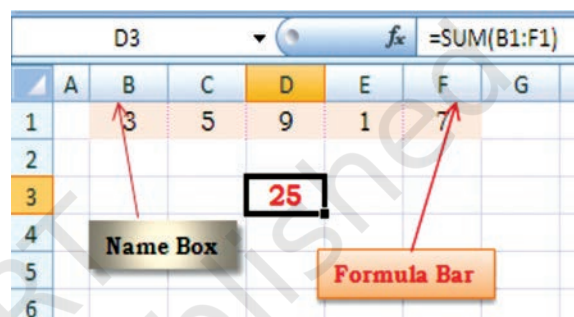 D3 fx =SUM(B1:F1)
A B C D E F G
1 3 5 9 1 7
2
3 25
4
Name Box
5
Formula Bar
6